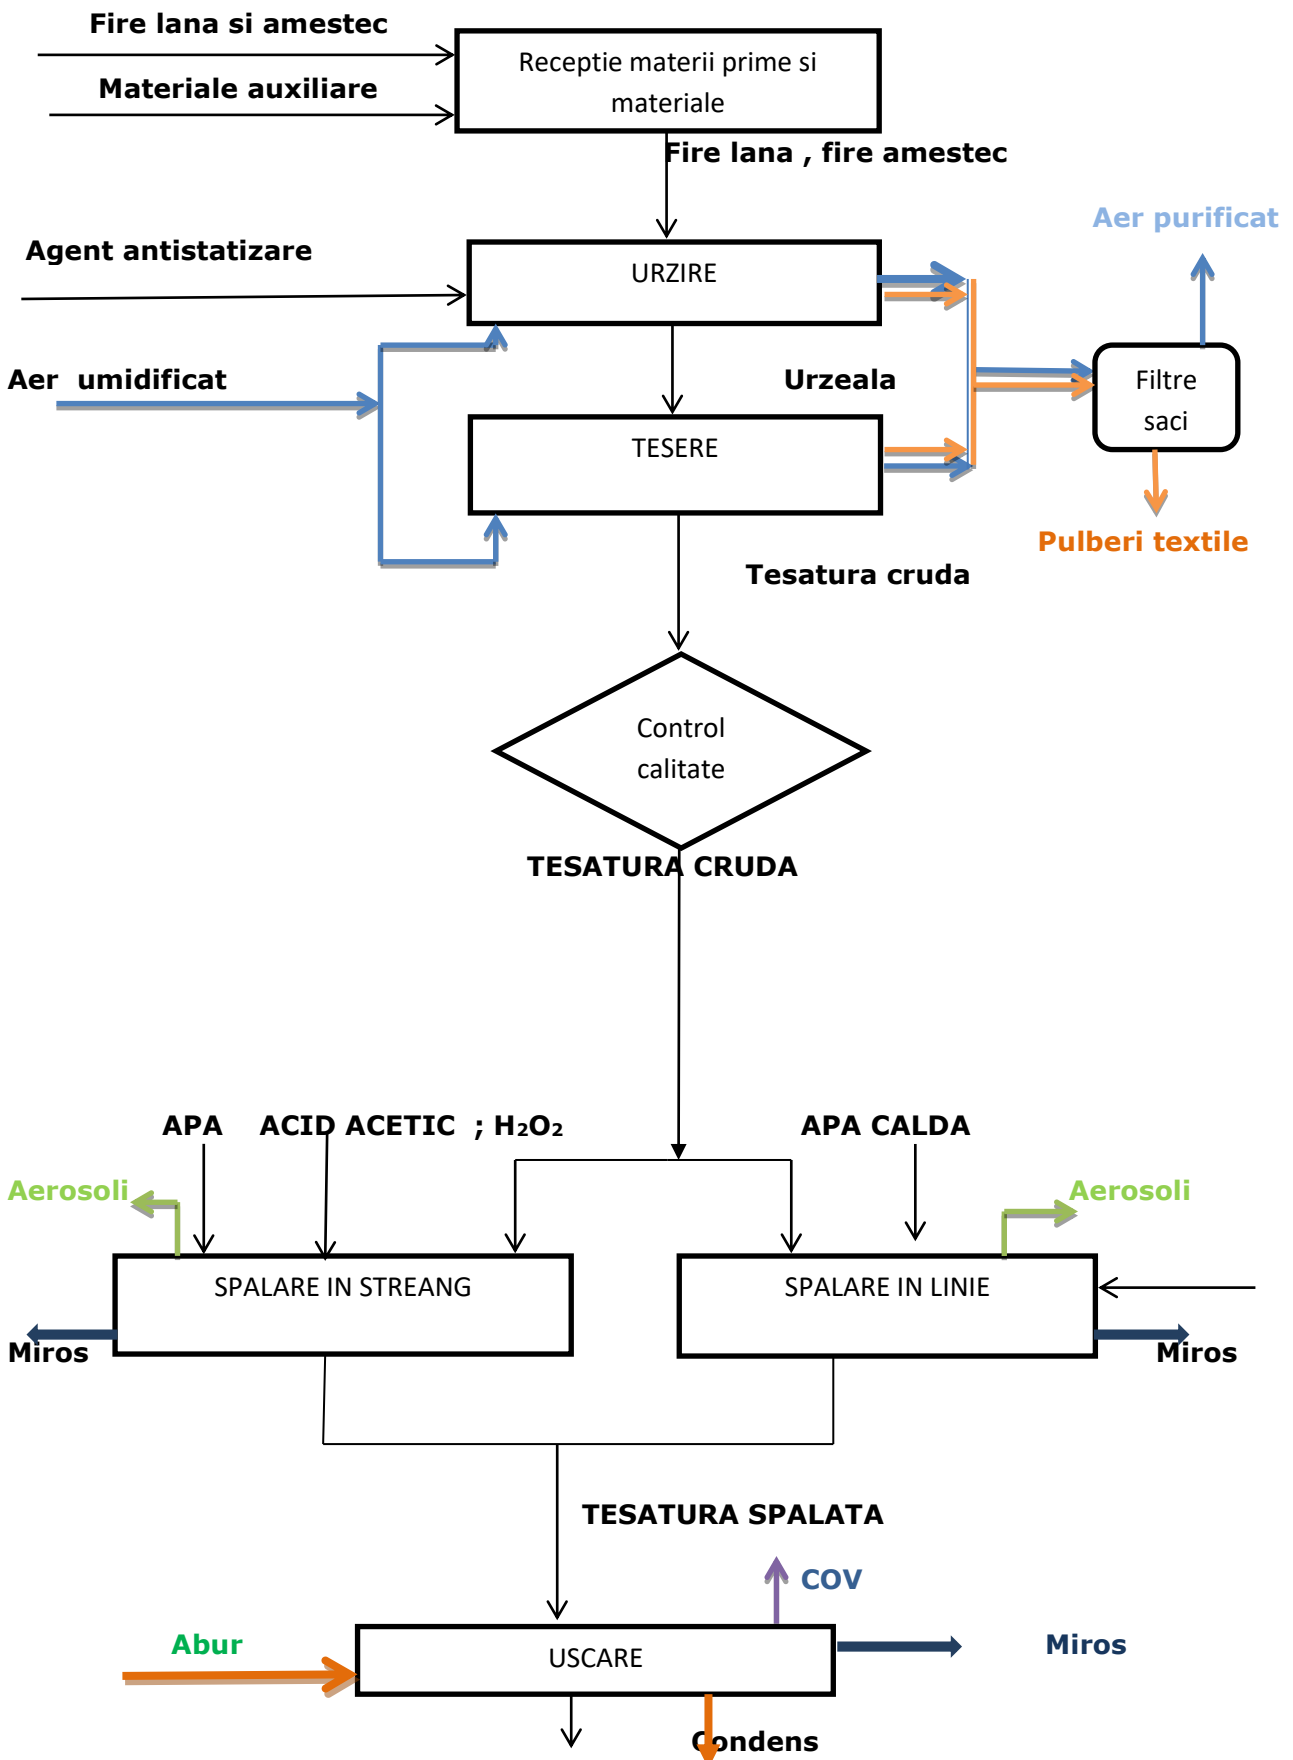 Fire lana si amestec
Receptie materii prime si
materiale
Materiale auxiliare
Fire lana , fire amestec
Aer purificat
Agent antistatizare
URZIRE
Aer  umidificat
Urzeala
Filtre
saci
TESERE
Pulberi textile
Tesatura cruda
Control
calitate
TESATURA CRUDA
APA    ACID ACETIC  ; H₂O₂
APA CALDA
Aerosoli
Aerosoli
SPALARE IN STREANG
SPALARE IN LINIE
Miros
Miros
TESATURA SPALATA
COV
Abur
USCARE
Miros
Condens